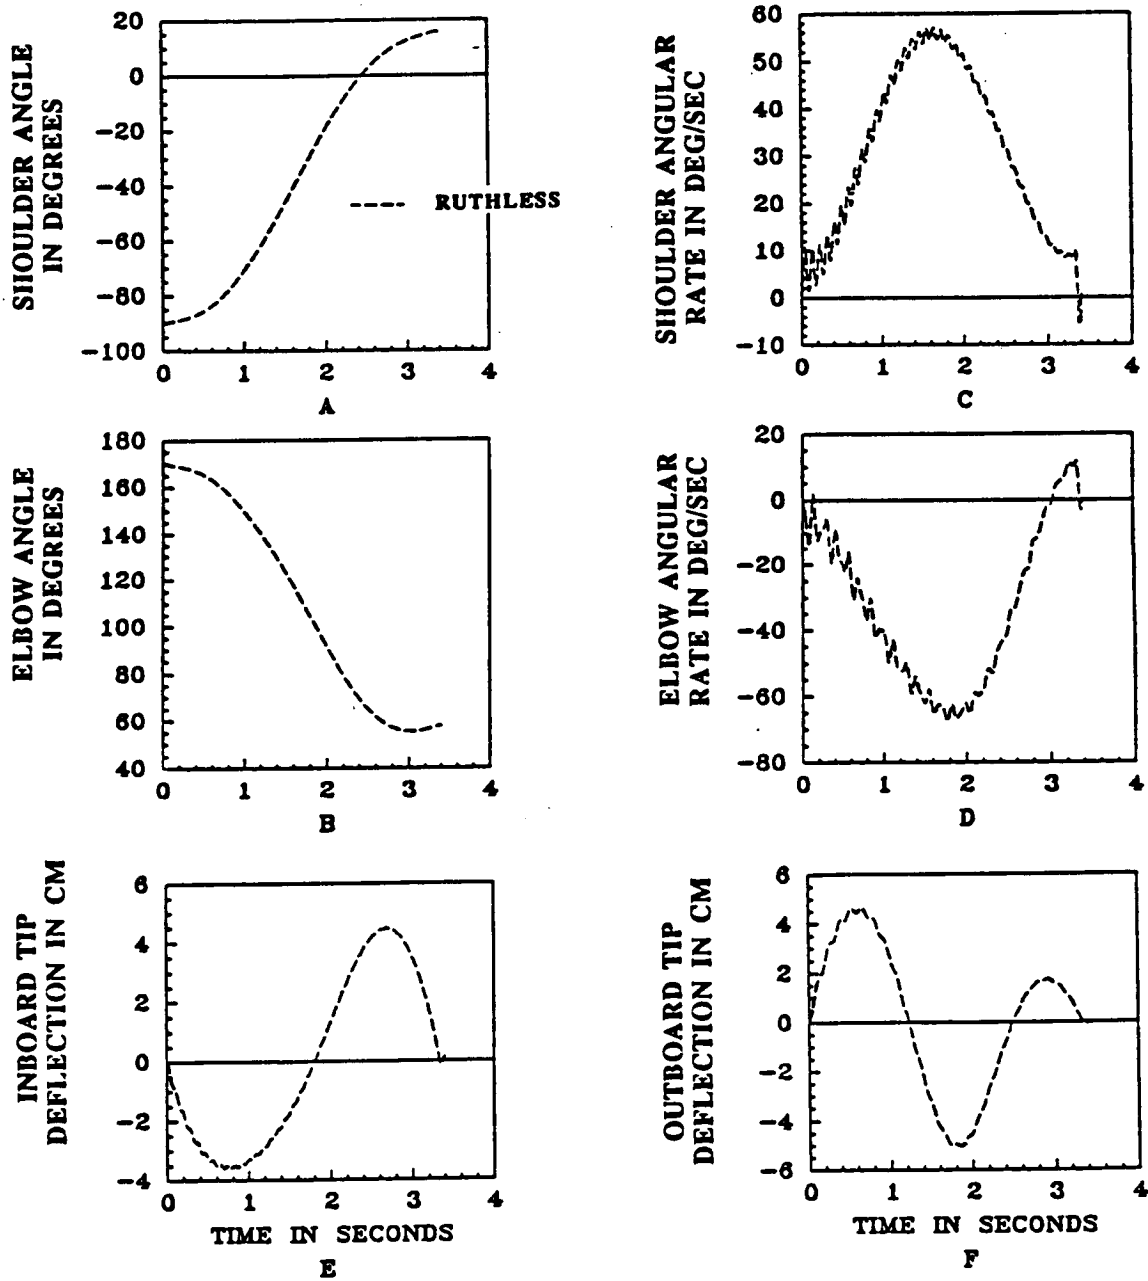 SHOULDER ANGLE
IN DEGREES
20
0
-20
-40
-60
-80
-100
RUTHLESS
0 1 2 3 4
A
SHOULDER ANGULAR
RATE IN DEG/SEC
60
50
40
30
20
10
0
-10
0 1 2 3 4
C
ELBOW ANGLE
IN DEGREES
180
160
140
120
100
80
60
40
0 1 2 3 4
B
ELBOW ANGULAR
RATE IN DEG/SEC
20
0
-20
-40
-60
-80
0 1 2 3 4
D
INBOARD TIP
DEFLECTION IN CM
6
4
2
0
-2
-4
0 1 2 3 4
TIME IN SECONDS
E
OUTBOARD TIP
DEFLECTION IN CM
6
4
2
0
-2
-4
-6
0 1 2 3 4
TIME IN SECONDS
F